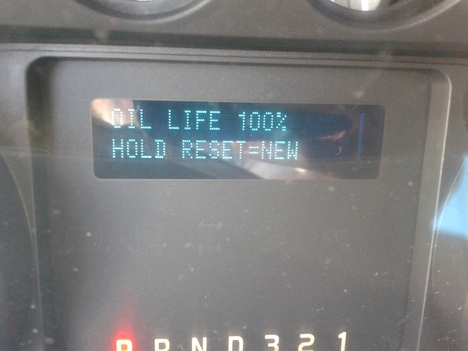 OIL LIFE 100%
HOLD RESET=NEW
P R N D 3 2 1